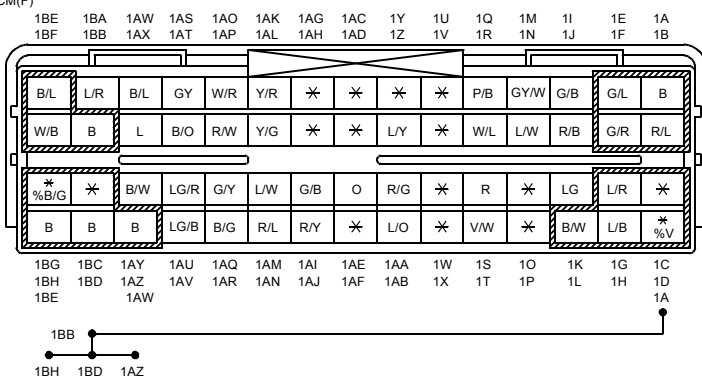 CM(P)
1BE 1BA 1AW 1AS 1AO 1AK 1AG 1AC 1Y 1U 1Q 1M 1I 1E 1A
1BF 1BB 1AX 1AT 1AP 1AL 1AH 1AD 1Z 1V 1R 1N 1J 1F 1B
B/L L/R B/L GY W/R Y/R * * * * P/B GY/W G/B G/L B
W/B B L B/O R/W Y/G * * L/Y * W/L L/W R/B G/R R/L
* * B/W LG/R G/Y L/W G/B O R/G * R * LG L/R *
%B/G
B B B LG/B B/G R/L R/Y * L/O * V/W * B/W L/B *
%V
1BG 1BC 1AY 1AU 1AQ 1AM 1AI 1AE 1AA 1W 1S 1O 1K 1G 1C
1BH 1BD 1AZ 1AV 1AR 1AN 1AJ 1AF 1AB 1X 1T 1P 1L 1H 1D
1BE 1AW 1A
1BB
1BH 1BD 1AZ